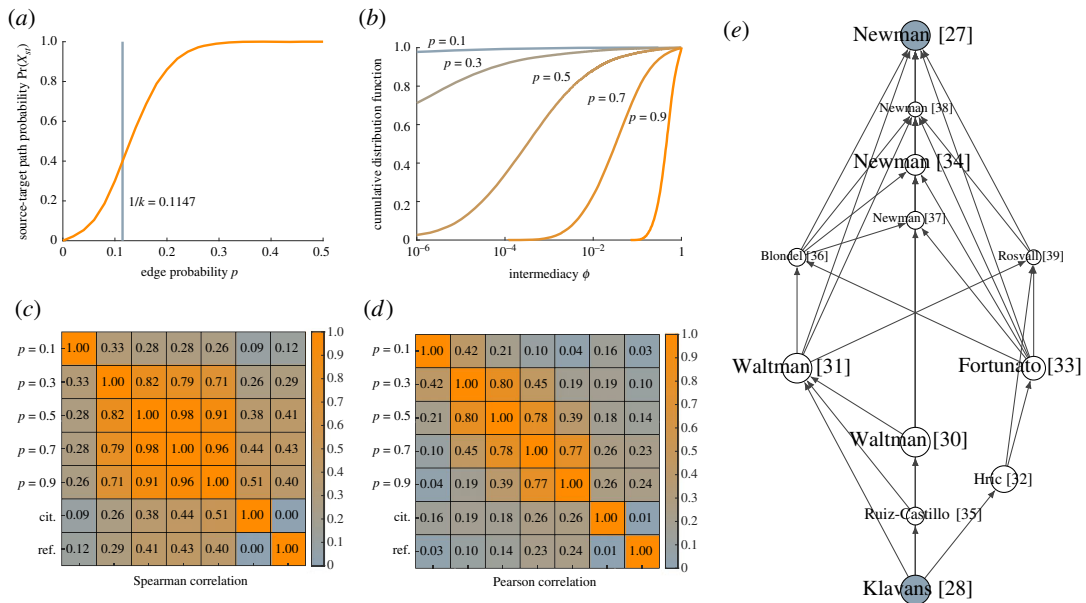 (a)
source-target path probability Pr(Xst)
1.0
0.8
0.6
0.4
0.2
0
0.1
0.2
0.3
0.4
0.5
1/k = 0.1147
edge probability p
(b)
cumulative distribution function
1.0
0.8
0.6
0.4
0.2
0
10−6
10−4
10−2
1
p = 0.1
p = 0.3
p = 0.5
p = 0.7
p = 0.9
intermediacy ϕ
(c)
p = 0.1 1.00 0.33 0.28 0.28 0.26 0.09 0.12
p = 0.3 0.33 1.00 0.82 0.79 0.71 0.26 0.29
p = 0.5 0.28 0.82 1.00 0.98 0.91 0.38 0.41
p = 0.7 0.28 0.79 0.98 1.00 0.96 0.44 0.43
p = 0.9 0.26 0.71 0.91 0.96 1.00 0.51 0.40
cit. 0.09 0.26 0.38 0.44 0.51 1.00 0.00
ref. 0.12 0.29 0.41 0.43 0.40 0.00 1.00
1.0
0.9
0.8
0.7
0.6
0.5
0.4
0.3
0.2
0.1
0
Spearman correlation
(d)
p = 0.1 1.00 0.42 0.21 0.10 0.04 0.16 0.03
p = 0.3 0.42 1.00 0.80 0.45 0.19 0.19 0.10
p = 0.5 0.21 0.80 1.00 0.78 0.39 0.18 0.14
p = 0.7 0.10 0.45 0.78 1.00 0.77 0.26 0.23
p = 0.9 0.04 0.19 0.39 0.77 1.00 0.26 0.24
cit. 0.16 0.19 0.18 0.26 0.26 1.00 0.01
ref. 0.03 0.10 0.14 0.23 0.24 0.01 1.00
1.0
0.9
0.8
0.7
0.6
0.5
0.4
0.3
0.2
0.1
0
Pearson correlation
(e)
Newman [27]
Newman [38]
Newman [34]
Newman [37]
Blondel [36]
Rosvall [39]
Waltman [31]
Fortunato [33]
Waltman [30]
Hric [32]
Ruiz-Castillo [35]
Klavans [28]